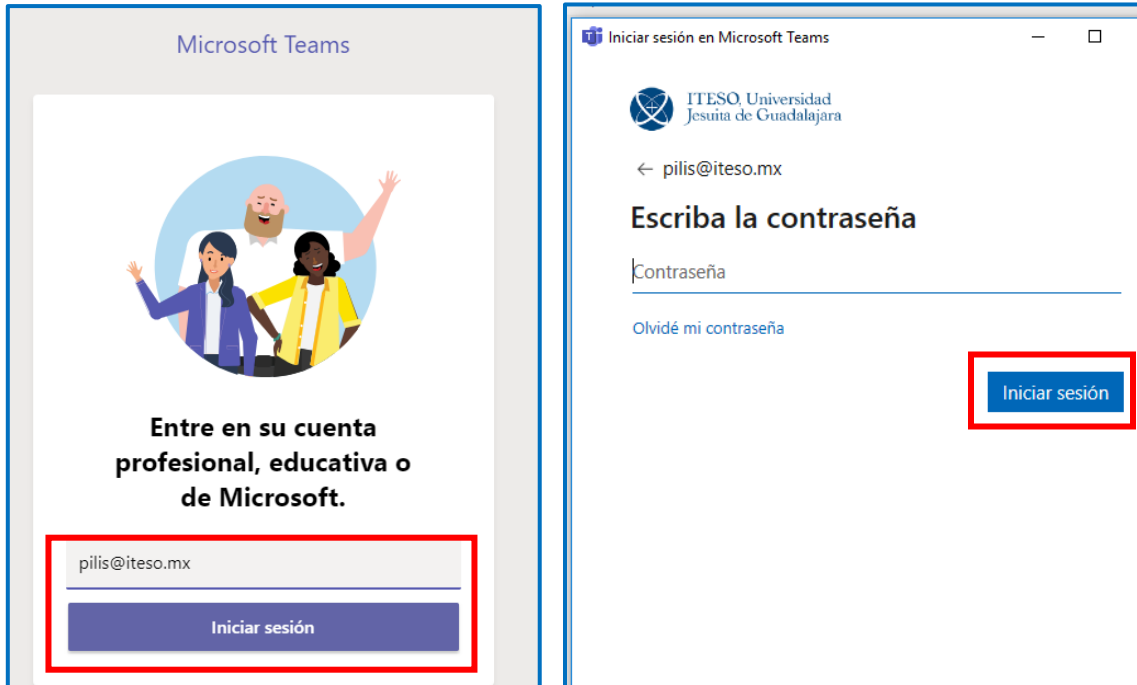 Microsoft Teams
Entre en su cuenta
profesional, educativa o
de Microsoft.
pilis@iteso.mx
Iniciar sesión
Iniciar sesión en Microsoft Teams
ITESO, Universidad
Jesuita de Guadalajara
← pilis@iteso.mx
Escriba la contraseña
Contraseña
Olvidé mi contraseña
Iniciar sesión